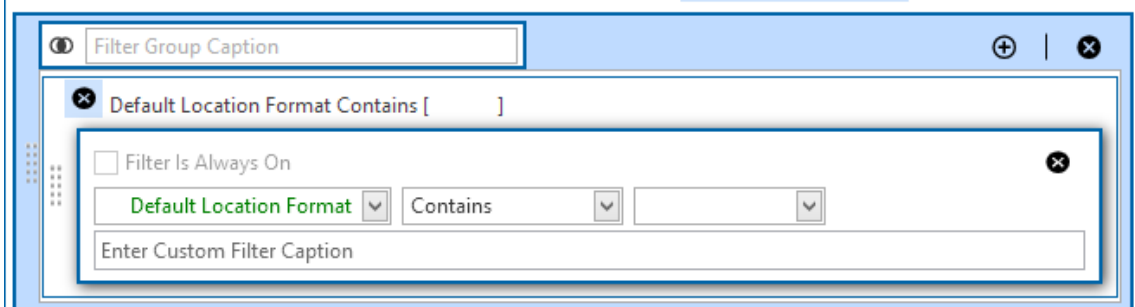 Filter Group Caption
Default Location Format Contains [ ]
Filter Is Always On
Default Location Format Contains
Enter Custom Filter Caption